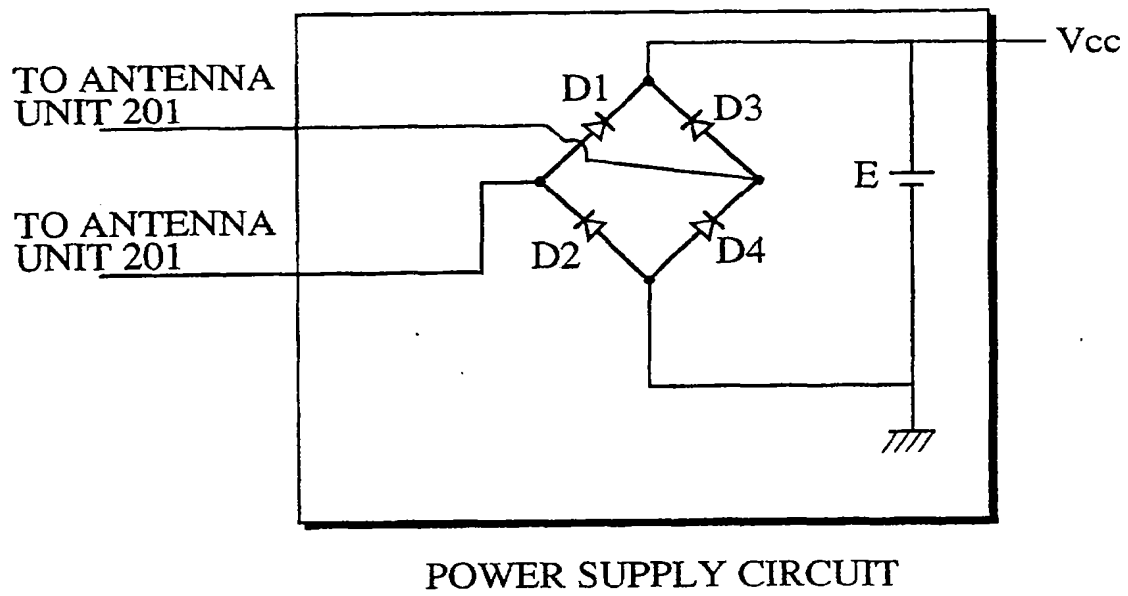 Vcc
TO ANTENNA
UNIT 201
D1
D3
E
TO ANTENNA
UNIT 201
D2
D4
POWER SUPPLY CIRCUIT